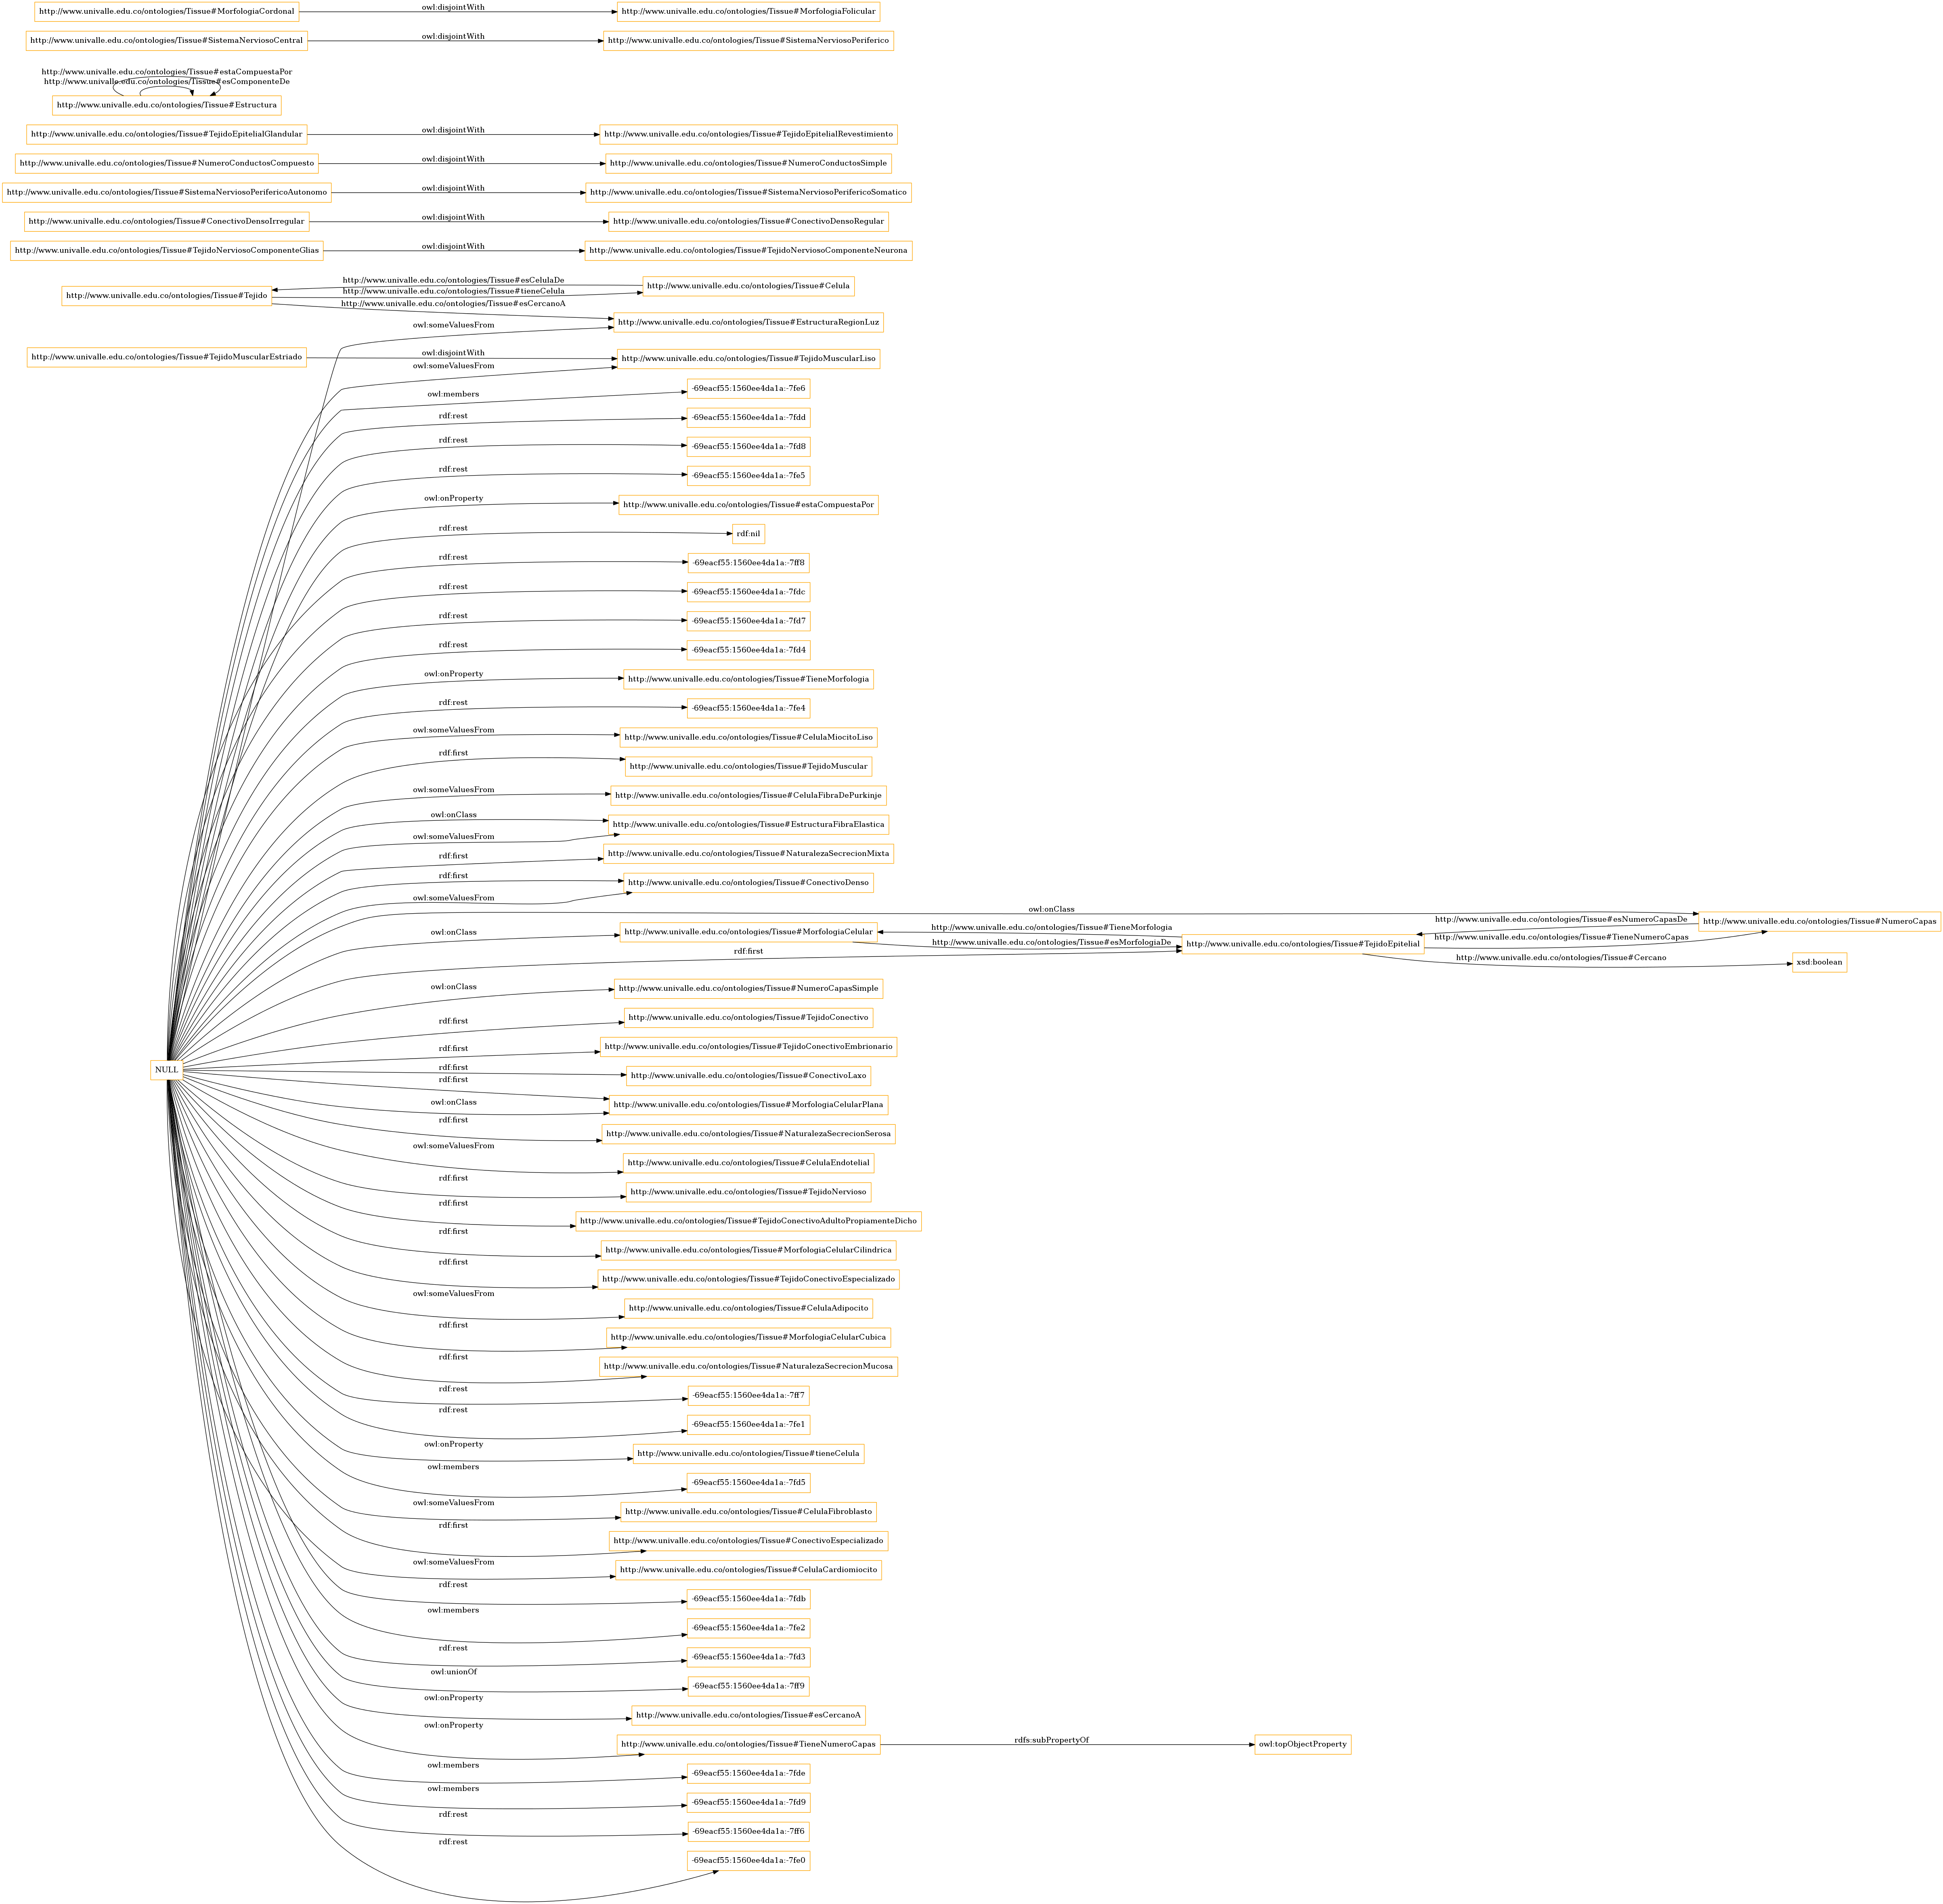 http://www.univalle.edu.co/ontologies/Tissue#MorfologiaCordonal
owl:disjointWith
http://www.univalle.edu.co/ontologies/Tissue#MorfologiaFolicular
http://www.univalle.edu.co/ontologies/Tissue#SistemaNerviosoCentral
owl:disjointWith
http://www.univalle.edu.co/ontologies/Tissue#SistemaNerviosoPeriferico
http://www.univalle.edu.co/ontologies/Tissue#estaCompuestaPor
http://www.univalle.edu.co/ontologies/Tissue#esComponenteDe
http://www.univalle.edu.co/ontologies/Tissue#Estructura
http://www.univalle.edu.co/ontologies/Tissue#TejidoEpitelialGlandular
owl:disjointWith
http://www.univalle.edu.co/ontologies/Tissue#TejidoEpitelialRevestimiento
http://www.univalle.edu.co/ontologies/Tissue#NumeroConductosCompuesto
owl:disjointWith
http://www.univalle.edu.co/ontologies/Tissue#NumeroConductosSimple
http://www.univalle.edu.co/ontologies/Tissue#SistemaNerviosoPerifericoAutonomo
owl:disjointWith
http://www.univalle.edu.co/ontologies/Tissue#SistemaNerviosoPerifericoSomatico
http://www.univalle.edu.co/ontologies/Tissue#ConectivoDensoIrregular
owl:disjointWith
http://www.univalle.edu.co/ontologies/Tissue#ConectivoDensoRegular
http://www.univalle.edu.co/ontologies/Tissue#TejidoNerviosoComponenteGlias
owl:disjointWith
http://www.univalle.edu.co/ontologies/Tissue#TejidoNerviosoComponenteNeurona
http://www.univalle.edu.co/ontologies/Tissue#esCelulaDe
http://www.univalle.edu.co/ontologies/Tissue#Celula
http://www.univalle.edu.co/ontologies/Tissue#Tejido
http://www.univalle.edu.co/ontologies/Tissue#tieneCelula
http://www.univalle.edu.co/ontologies/Tissue#esCercanoA
http://www.univalle.edu.co/ontologies/Tissue#EstructuraRegionLuz
owl:someValuesFrom
http://www.univalle.edu.co/ontologies/Tissue#TejidoMuscularEstriado
owl:disjointWith
http://www.univalle.edu.co/ontologies/Tissue#TejidoMuscularLiso
owl:someValuesFrom
owl:members
-69eacf55:1560ee4da1a:-7fe6
rdf:rest
-69eacf55:1560ee4da1a:-7fdd
rdf:rest
-69eacf55:1560ee4da1a:-7fd8
rdf:rest
-69eacf55:1560ee4da1a:-7fe5
owl:onProperty
http://www.univalle.edu.co/ontologies/Tissue#estaCompuestaPor
rdf:rest
rdf:nil
rdf:rest
-69eacf55:1560ee4da1a:-7ff8
rdf:rest
-69eacf55:1560ee4da1a:-7fdc
rdf:rest
-69eacf55:1560ee4da1a:-7fd7
rdf:rest
-69eacf55:1560ee4da1a:-7fd4
owl:onProperty
http://www.univalle.edu.co/ontologies/Tissue#TieneMorfologia
rdf:rest
-69eacf55:1560ee4da1a:-7fe4
owl:someValuesFrom
http://www.univalle.edu.co/ontologies/Tissue#CelulaMiocitoLiso
rdf:first
http://www.univalle.edu.co/ontologies/Tissue#TejidoMuscular
owl:someValuesFrom
http://www.univalle.edu.co/ontologies/Tissue#CelulaFibraDePurkinje
owl:onClass
http://www.univalle.edu.co/ontologies/Tissue#EstructuraFibraElastica
owl:someValuesFrom
rdf:first
http://www.univalle.edu.co/ontologies/Tissue#NaturalezaSecrecionMixta
rdf:first
http://www.univalle.edu.co/ontologies/Tissue#ConectivoDenso
owl:someValuesFrom
owl:onClass
http://www.univalle.edu.co/ontologies/Tissue#esNumeroCapasDe
http://www.univalle.edu.co/ontologies/Tissue#NumeroCapas
owl:onClass
http://www.univalle.edu.co/ontologies/Tissue#MorfologiaCelular
http://www.univalle.edu.co/ontologies/Tissue#TieneMorfologia
http://www.univalle.edu.co/ontologies/Tissue#esMorfologiaDe
http://www.univalle.edu.co/ontologies/Tissue#TejidoEpitelial
http://www.univalle.edu.co/ontologies/Tissue#TieneNumeroCapas
rdf:first
http://www.univalle.edu.co/ontologies/Tissue#Cercano
xsd:boolean
owl:onClass
http://www.univalle.edu.co/ontologies/Tissue#NumeroCapasSimple
rdf:first
http://www.univalle.edu.co/ontologies/Tissue#TejidoConectivo
rdf:first
http://www.univalle.edu.co/ontologies/Tissue#TejidoConectivoEmbrionario
NULL
rdf:first
http://www.univalle.edu.co/ontologies/Tissue#ConectivoLaxo
rdf:first
http://www.univalle.edu.co/ontologies/Tissue#MorfologiaCelularPlana
owl:onClass
rdf:first
http://www.univalle.edu.co/ontologies/Tissue#NaturalezaSecrecionSerosa
owl:someValuesFrom
http://www.univalle.edu.co/ontologies/Tissue#CelulaEndotelial
rdf:first
http://www.univalle.edu.co/ontologies/Tissue#TejidoNervioso
rdf:first
http://www.univalle.edu.co/ontologies/Tissue#TejidoConectivoAdultoPropiamenteDicho
rdf:first
http://www.univalle.edu.co/ontologies/Tissue#MorfologiaCelularCilindrica
rdf:first
http://www.univalle.edu.co/ontologies/Tissue#TejidoConectivoEspecializado
owl:someValuesFrom
http://www.univalle.edu.co/ontologies/Tissue#CelulaAdipocito
rdf:first
http://www.univalle.edu.co/ontologies/Tissue#MorfologiaCelularCubica
rdf:first
http://www.univalle.edu.co/ontologies/Tissue#NaturalezaSecrecionMucosa
rdf:rest
-69eacf55:1560ee4da1a:-7ff7
rdf:rest
-69eacf55:1560ee4da1a:-7fe1
owl:onProperty
http://www.univalle.edu.co/ontologies/Tissue#tieneCelula
owl:members
-69eacf55:1560ee4da1a:-7fd5
owl:someValuesFrom
http://www.univalle.edu.co/ontologies/Tissue#CelulaFibroblasto
rdf:first
http://www.univalle.edu.co/ontologies/Tissue#ConectivoEspecializado
owl:someValuesFrom
http://www.univalle.edu.co/ontologies/Tissue#CelulaCardiomiocito
rdf:rest
-69eacf55:1560ee4da1a:-7fdb
owl:members
-69eacf55:1560ee4da1a:-7fe2
rdf:rest
-69eacf55:1560ee4da1a:-7fd3
owl:unionOf
-69eacf55:1560ee4da1a:-7ff9
owl:onProperty
http://www.univalle.edu.co/ontologies/Tissue#esCercanoA
owl:onProperty
http://www.univalle.edu.co/ontologies/Tissue#TieneNumeroCapas
rdfs:subPropertyOf
owl:topObjectProperty
owl:members
-69eacf55:1560ee4da1a:-7fde
owl:members
-69eacf55:1560ee4da1a:-7fd9
rdf:rest
-69eacf55:1560ee4da1a:-7ff6
rdf:rest
-69eacf55:1560ee4da1a:-7fe0